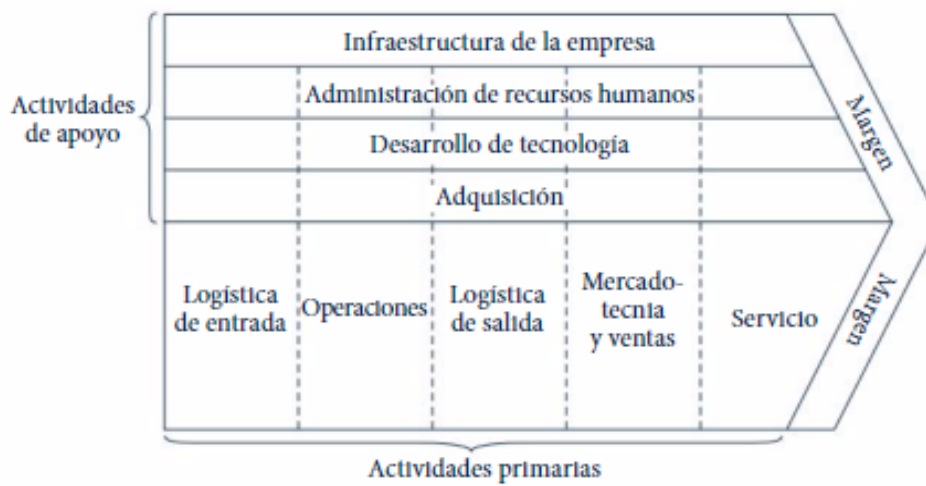 Infraestructura de la empresa
Administración de recursos humanos
Desarrollo de tecnología
Adquisición
Actividades
de apoyo
Margen
Margen
Logística
de entrada
Operaciones
Logística
de salida
Mercado-
tecnia
y ventas
Servicio
Actividades primarias